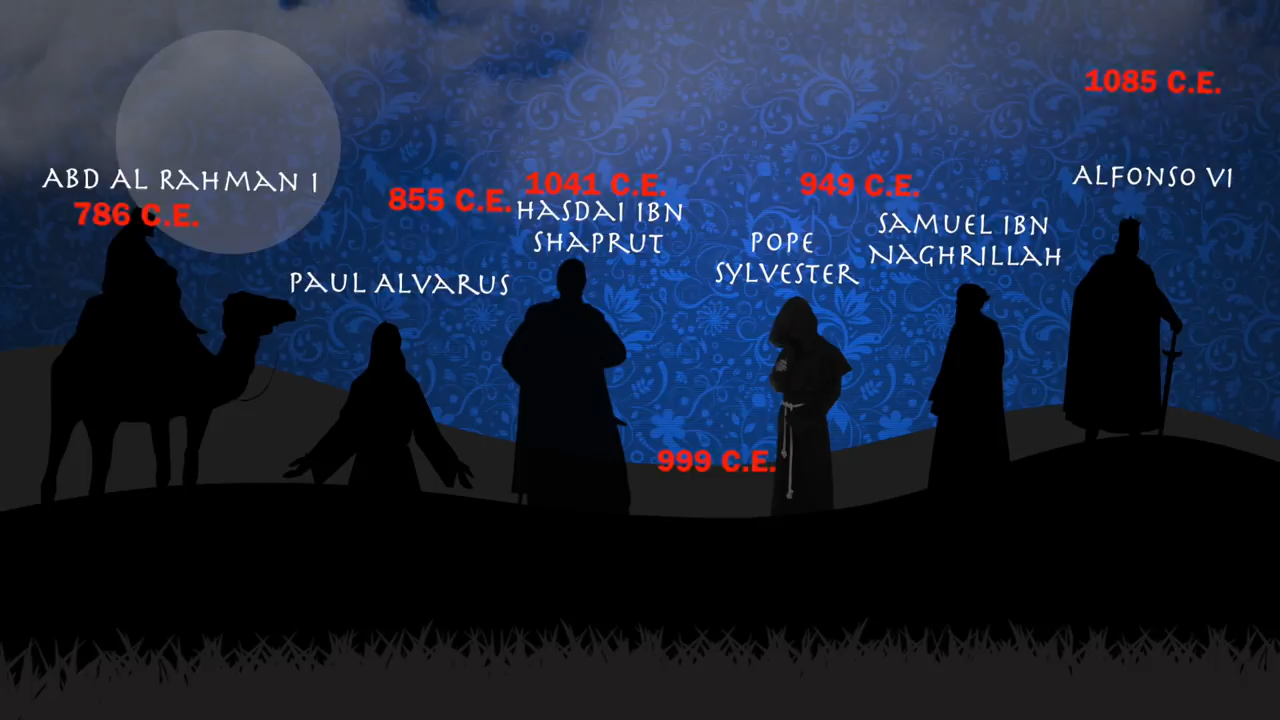 ABD AL RAHMAN I
786 C.E.
PAUL ALVARUS
855 C.E.
1041 C.E.
HASDAI IBN
SHAPRUT
999 C.E.
POPE
SYLVESTER
949 C.E.
SAMUEL IBN
NAGHRILLAH
1085 C.E.
ALFONSO VI